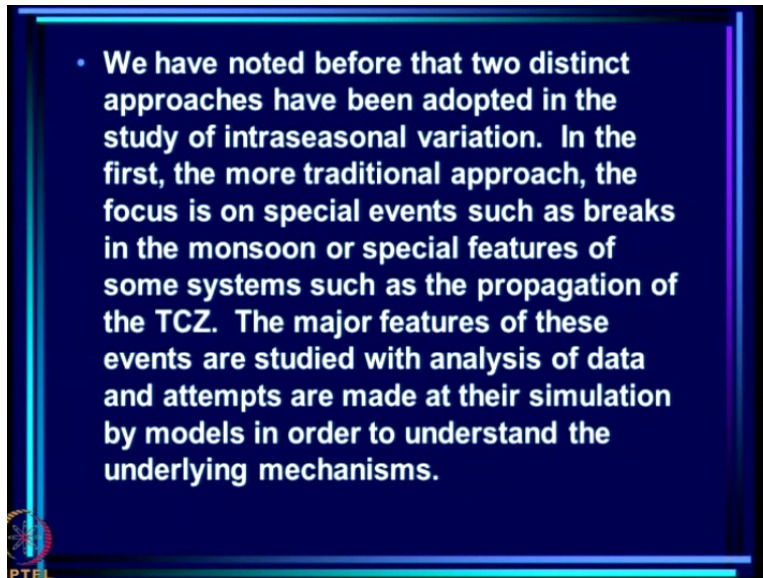 • We have noted before that two distinct
approaches have been adopted in the
study of intraseasonal variation. In the
first, the more traditional approach, the
focus is on special events such as breaks
in the monsoon or special features of
some systems such as the propagation of
the TCZ. The major features of these
events are studied with analysis of data
and attempts are made at their simulation
by models in order to understand the
underlying mechanisms.
PTEL